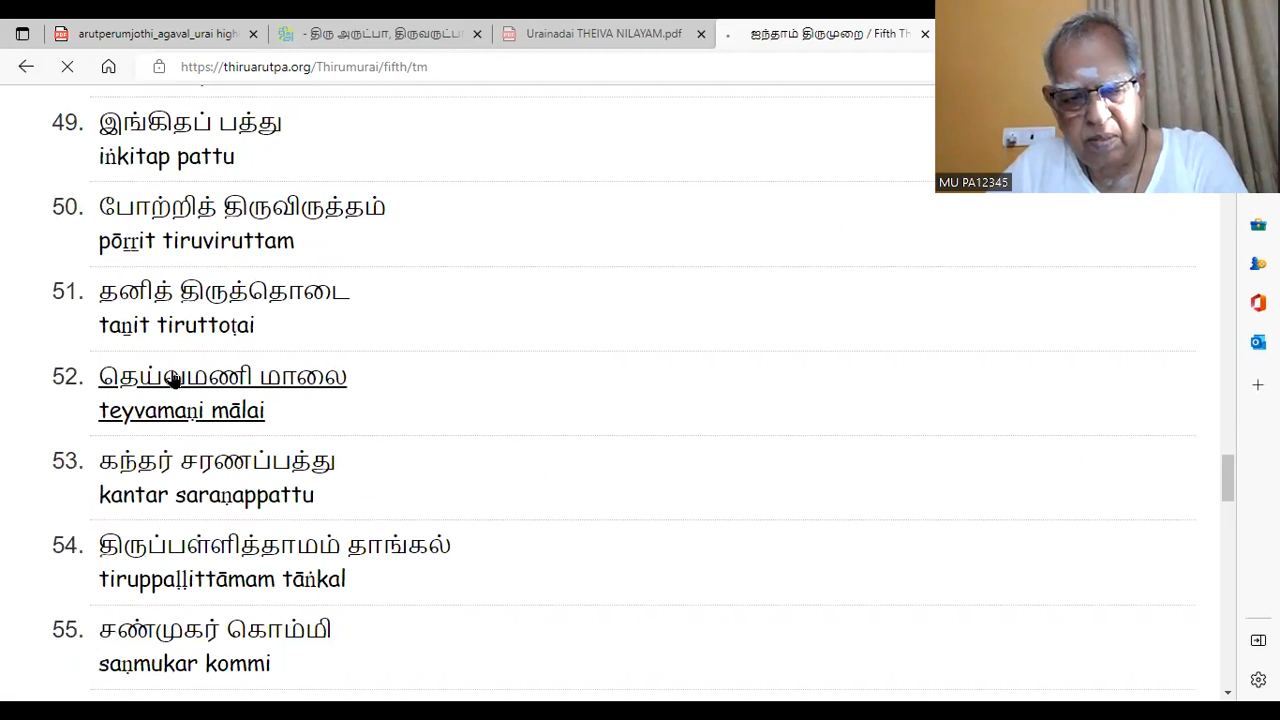 arutperumjothi_agaval_urai high
- திரு அருட்பா, திருவருட்பா
Urainadai THEIVA NILAYAM.pdf
ஐந்தாம் திருமுறை / Fifth Th
https://thiruarutpa.org/Thirumurai/fifth/tm
MU PA12345
49. இங்கிதப் பத்து
iṅkitap pattu
50. போற்றித் திருவிருத்தம்
pōṟṟit tiruviruttam
51. தனித் திருத்தொடை
taṉit tiruttoṭai
52. தெய்வமணி மாலை
teyvamaṇi mālai
53. கந்தர் சரணப்பத்து
kantar saraṇappattu
54. திருப்பள்ளித்தாமம் தாங்கல்
tiruppaḷḷittāmam tāṅkal
55. சண்முகர் கொம்மி
saṇmukar kommi